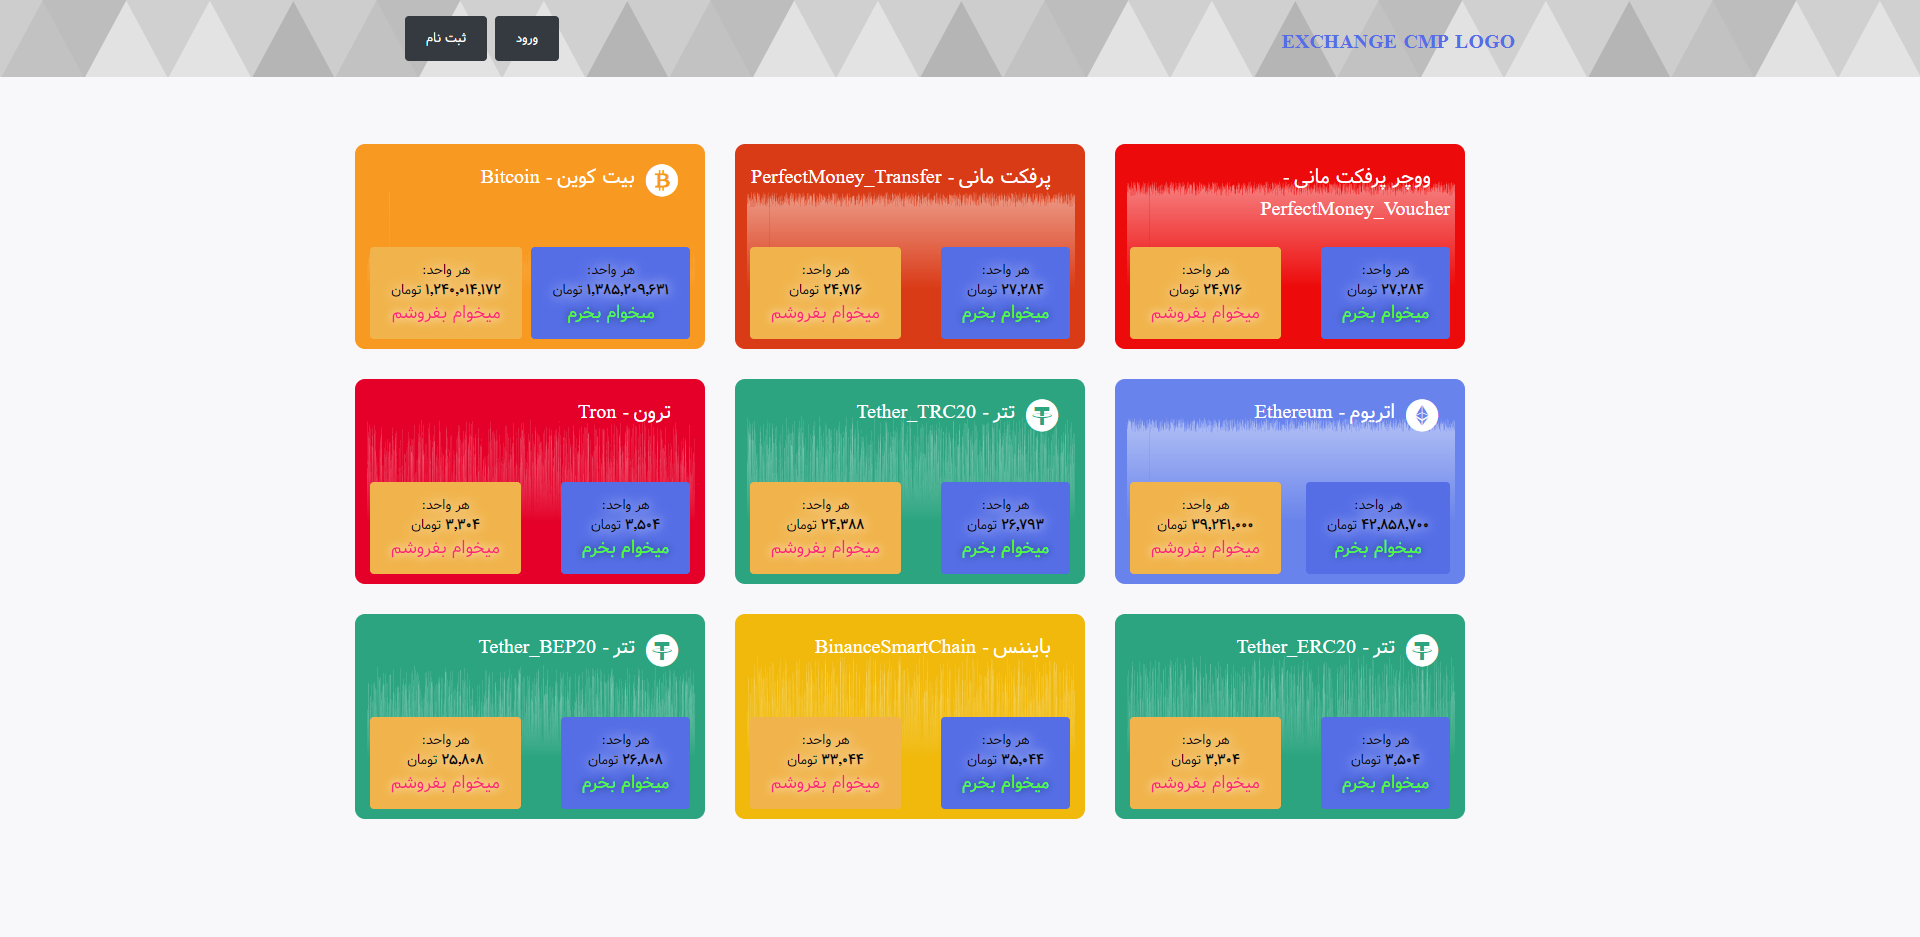 EXCHANGE CMP LOGO
ورود
ثبت نام
ووچر پرفکت مانی -
PerfectMoney_Voucher
هر واحد:
۲۷,۲۸۴ تومان
میخوام بخرم
هر واحد:
۲۴,۷۱۶ تومان
میخوام بفروشم
پرفکت مانی - PerfectMoney_Transfer
هر واحد:
۲۷,۲۸۴ تومان
میخوام بخرم
هر واحد:
۲۴,۷۱۶ تومان
میخوام بفروشم
بیت کوین - Bitcoin
هر واحد:
۱,۳۸۵,۲۰۹,۶۳۱ تومان
میخوام بخرم
هر واحد:
۱,۲۴۰,۰۱۴,۱۷۲ تومان
میخوام بفروشم
اتریوم - Ethereum
هر واحد:
۴۲,۸۵۸,۷۰۰ تومان
میخوام بخرم
هر واحد:
۳۹,۲۴۱,۰۰۰ تومان
میخوام بفروشم
تتر - Tether_TRC20
هر واحد:
۲۶,۷۹۳ تومان
میخوام بخرم
هر واحد:
۲۴,۳۸۸ تومان
میخوام بفروشم
ترون - Tron
هر واحد:
۳,۵۰۴ تومان
میخوام بخرم
هر واحد:
۳,۳۰۴ تومان
میخوام بفروشم
تتر - Tether_ERC20
هر واحد:
۳,۵۰۴ تومان
میخوام بخرم
هر واحد:
۳,۳۰۴ تومان
میخوام بفروشم
بایننس - BinanceSmartChain
هر واحد:
۳۵,۰۴۴ تومان
میخوام بخرم
هر واحد:
۳۳,۰۴۴ تومان
میخوام بفروشم
تتر - Tether_BEP20
هر واحد:
۲۶,۸۰۸ تومان
میخوام بخرم
هر واحد:
۲۵,۸۰۸ تومان
میخوام بفروشم